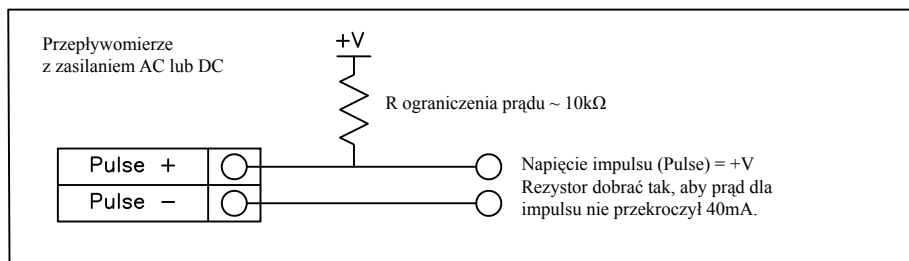 Przepływomierze
z zasilaniem AC lub DC
+V
R ograniczenia prądu ~ 10kΩ
Pulse +
Pulse −
Napięcie impulsu (Pulse) = +V
Rezystor dobrać tak, aby prąd dla
impulsu nie przekroczył 40mA.